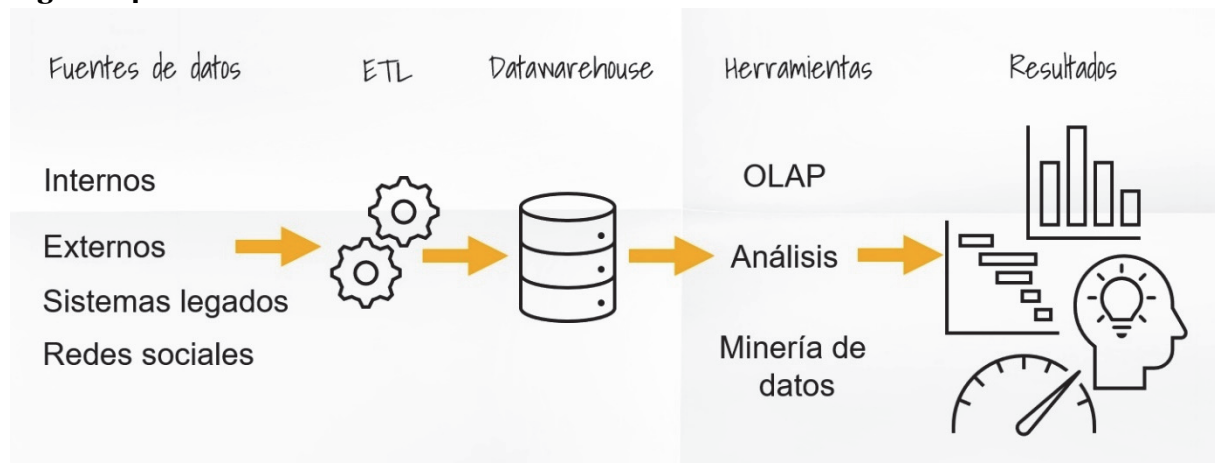 Fuentes de datos
ETL
Datawarehouse
Herramientas
Resultados
Internos
Externos
Sistemas legados
Redes sociales
OLAP
Análisis
Minería de
datos